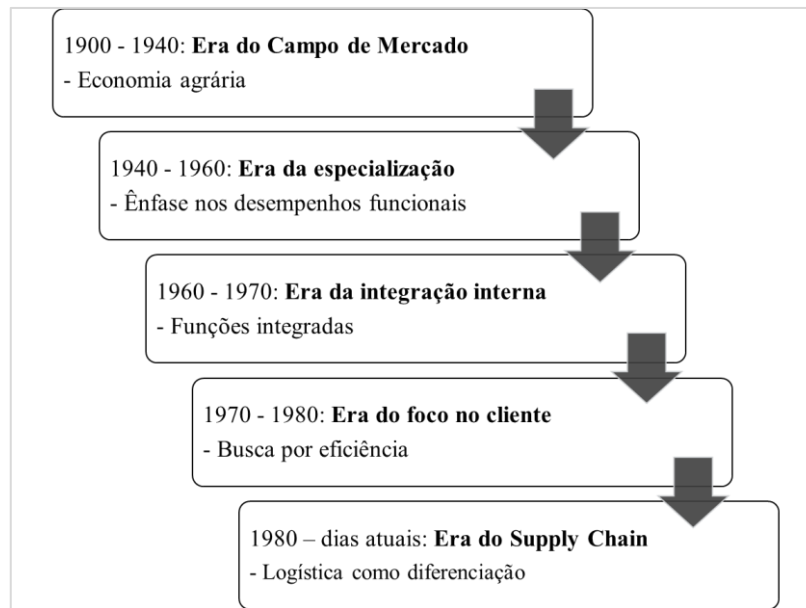 1900 - 1940: Era do Campo de Mercado
- Economia agrária
1940 - 1960: Era da especialização
- Ênfase nos desempenhos funcionais
1960 - 1970: Era da integração interna
- Funções integradas
1970 - 1980: Era do foco no cliente
- Busca por eficiência
1980 – dias atuais: Era do Supply Chain
- Logística como diferenciação